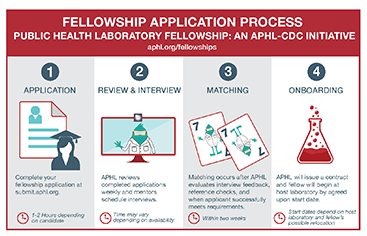 FELLOWSHIP APPLICATION PROCESS
PUBLIC HEALTH LABORATORY FELLOWSHIP: AN APHL-CDC INITIATIVE
aphl.org/fellowships
1
APPLICATION
Complete your
fellowship application at
submit.aphl.org.
1-2 Hours depending
on candidate
2
REVIEW & INTERVIEW
APHL reviews
completed applications
weekly and mentors
schedule interviews.
Time may vary
depending on availability
3
MATCHING
7
7
7
7
Matching occurs after APHL
evaluates interview feedback,
reference checks, and
when applicant successfully
meets requirements.
Within two weeks
4
ONBOARDING
APHL will issue a contract
and fellow will begin at
host laboratory by agreed
upon start date.
Start dates depend on host
laboratory and fellow's
possible relocation